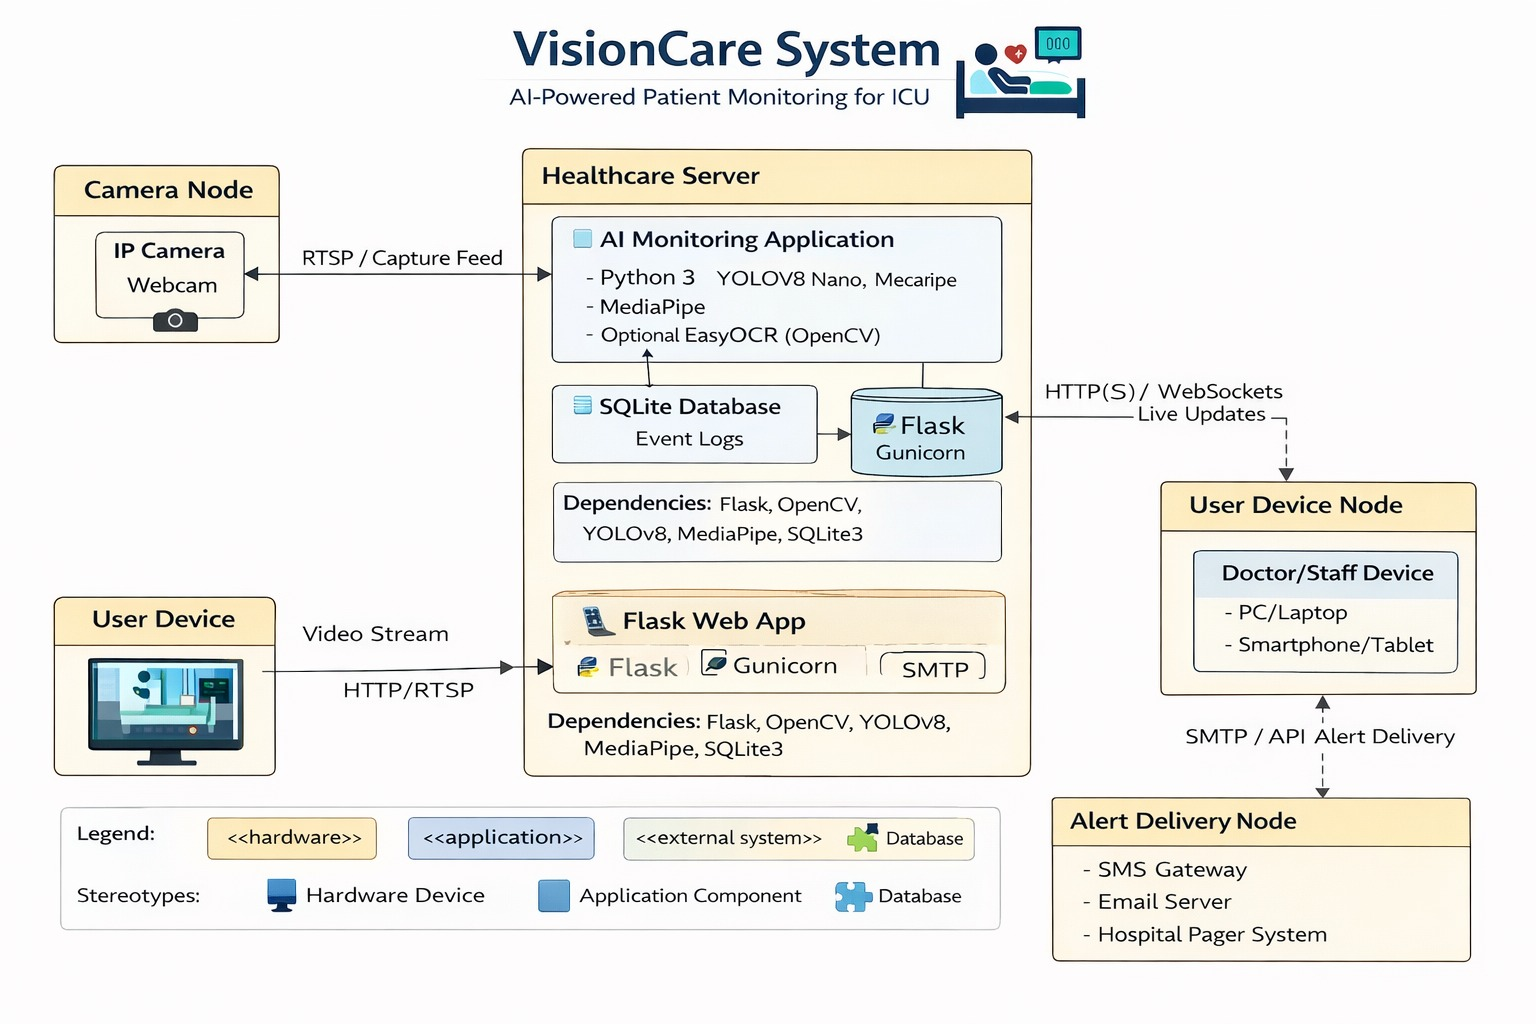 VisionCare System
AI-Powered Patient Monitoring for ICU
000
Camera Node
IP Camera
Webcam
RTSP / Capture Feed
Healthcare Server
AI Monitoring Application
- Python 3 YOLOV8 Nano, Mecaripe
- MediaPipe
- Optional EasyOCR (OpenCV)
SQLite Database
Event Logs
Flask
Gunicorn
Dependencies: Flask, OpenCV,
YOLOv8, MediaPipe, SQLite3
HTTP(S) / WebSockets
Live Updates
User Device Node
Doctor/Staff Device
- PC/Laptop
- Smartphone/Tablet
User Device
Video Stream
HTTP/RTSP
Flask Web App
Flask
Gunicorn
SMTP
Dependencies: Flask, OpenCV, YOLOv8,
MediaPipe, SQLite3
SMTP / API Alert Delivery
Alert Delivery Node
- SMS Gateway
- Email Server
- Hospital Pager System
Legend: <<hardware>> <<application>> <<external system>> Database
Stereotypes: Hardware Device Application Component Database